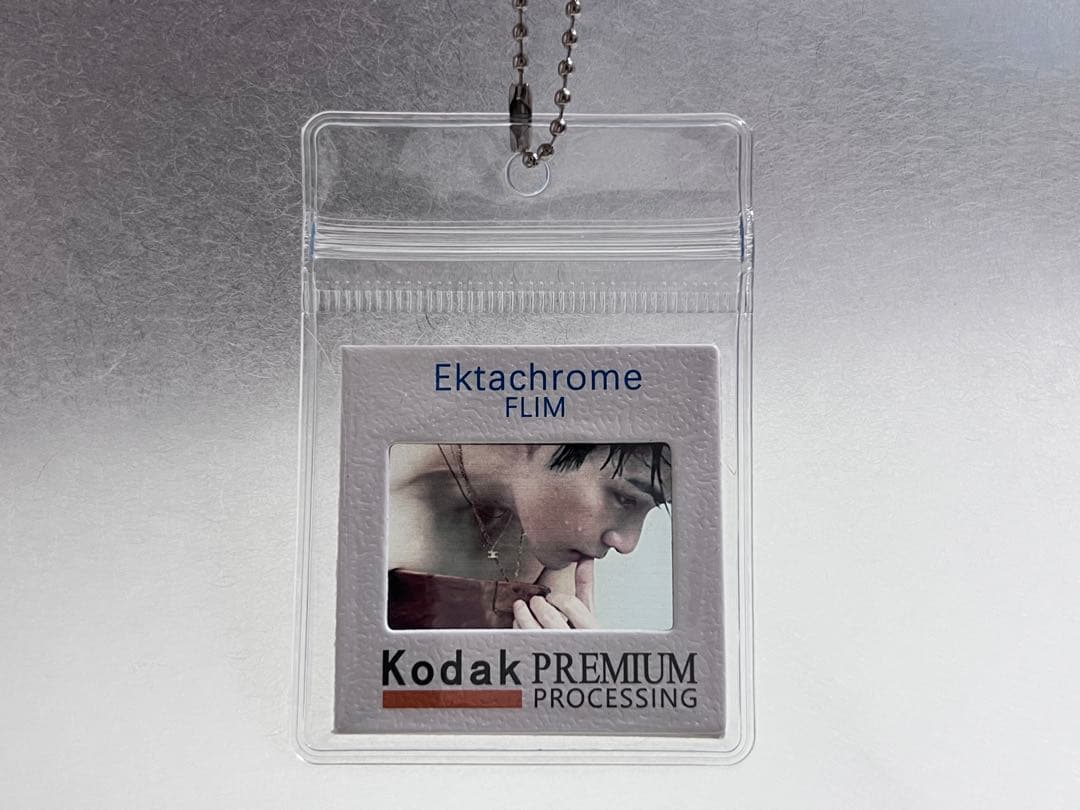 Ektachrome
FLIM
Kodak PREMIUM
PROCESSING